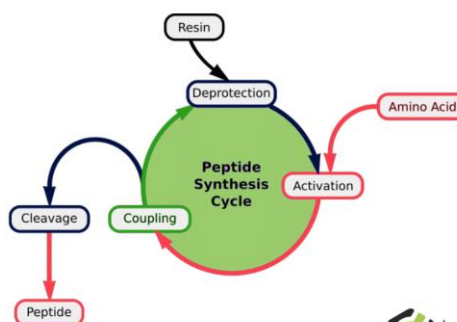 Resin
Deprotection
Amino Acid
Peptide
Synthesis
Cycle
Activation
Cleavage
Coupling
Peptide